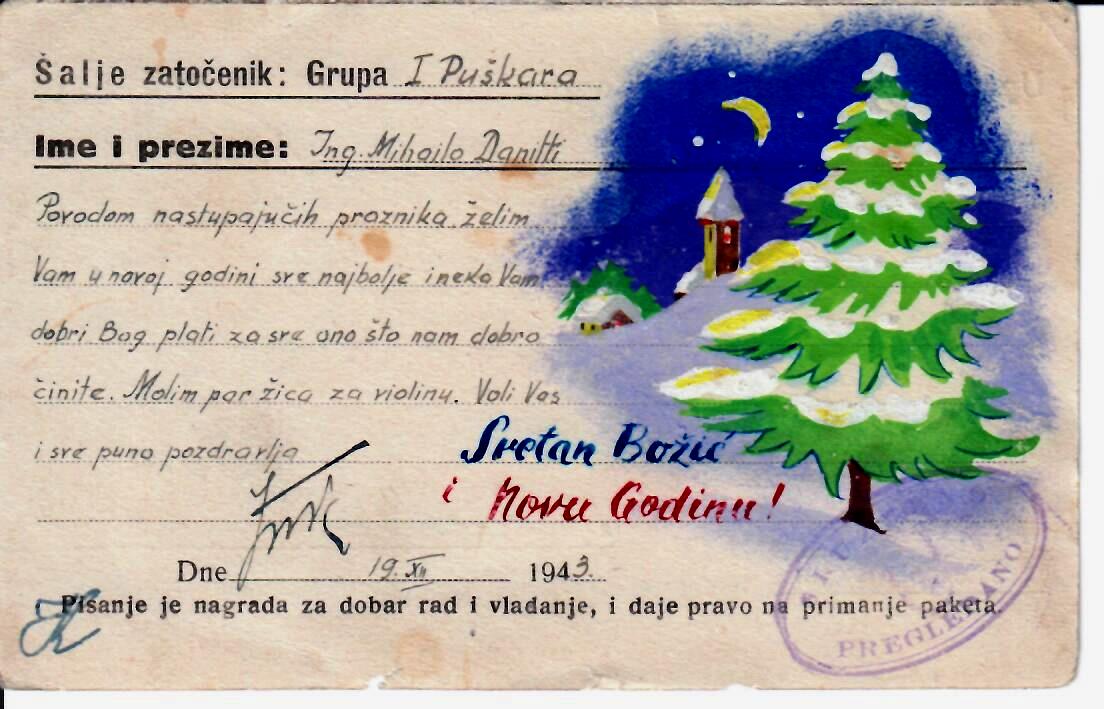 Šalje zatočenik: Grupa I Puškara
Ime i prezime: Ing. Mihajlo Danitti
Povodom nastupajućih praznika želim
Vam u novoj godini sve najbolje i neka Vam
dobri Bog plati za sve ono što nam dobro
činite. Molim par žica za violinu. Voli Vas
i sve puno pozdravlja
Sretan Božić
i Novu Godinu!
Dne 19. XII 1943.
Pisanje je nagrada za dobar rad i vladanje, i daje pravo na primanje paketa.
PREGLEDANO